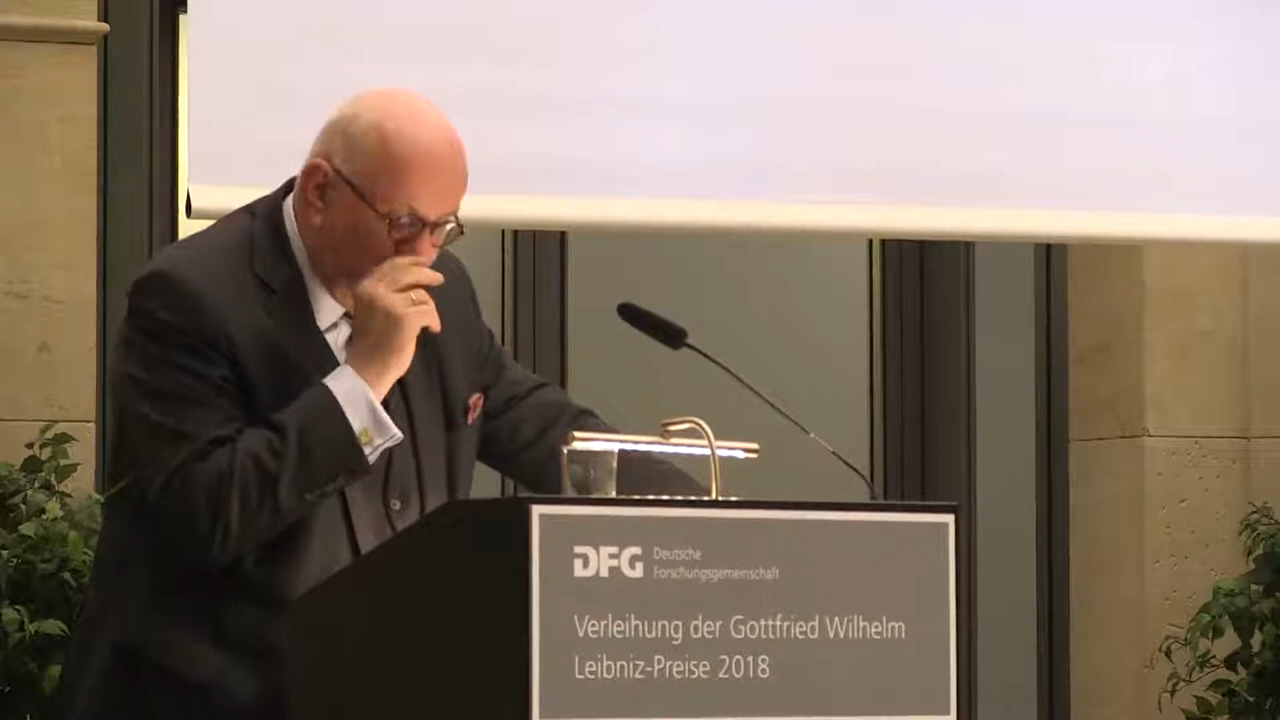 DFG
Deutsche
Forschungsgemeinschaft
Verleihung der Gottfried Wilhelm
Leibniz-Preise 2018